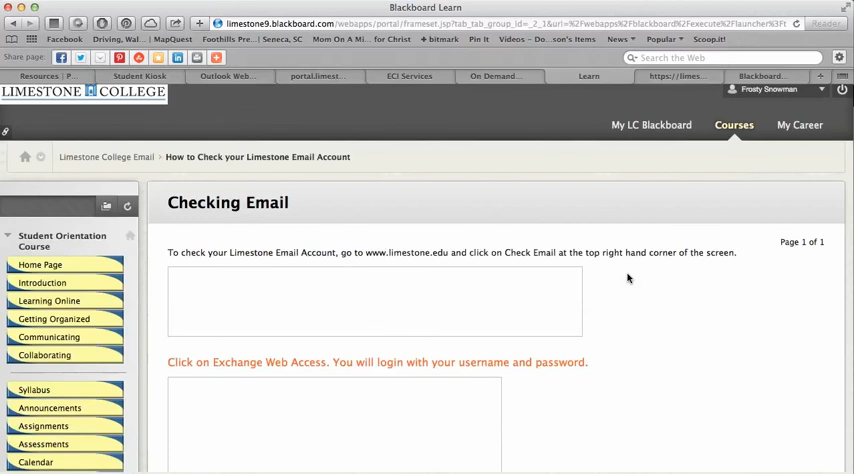 Blackboard Learn
limestone9.blackboard.com/webapps/portal/frameset.jsp?tab_tab_group_id=_2_1&url=%2Fwebapps%2Fblackboard%2Fexecute%2Flauncher%3Ft
Reader
Facebook Driving, Wal...– MapQuest Foothills Pre...| Seneca, SC Mom On A Mi... for Christ + bitmark Pin It Videos - Do...son's Items News Popular Scoop.it!
Share page:
Search the Web
Resources | P... Student Kiosk Outlook Web... portal.limest... ECI Services On Demand... Learn https://limes... Blackboard...
LIMESTONE COLLEGE
Frosty Snowman
My LC Blackboard Courses My Career
Limestone College Email > How to Check your Limestone Email Account
Checking Email
Page 1 of 1
To check your Limestone Email Account, go to www.limestone.edu and click on Check Email at the top right hand corner of the screen.
Click on Exchange Web Access. You will login with your username and password.
Student Orientation
Course
Home Page
Introduction
Learning Online
Getting Organized
Communicating
Collaborating
Syllabus
Announcements
Assignments
Assessments
Calendar